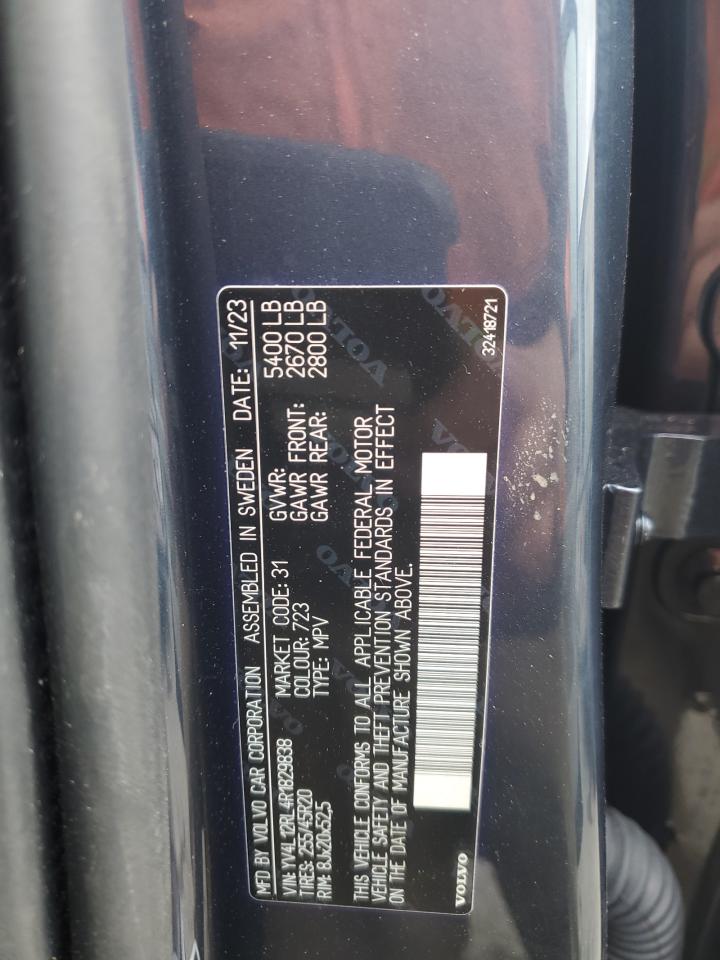 MFD BY VOLVO CAR CORPORATION ASSEMBLED IN SWEDEN DATE: 11/23
VIN: YV4L12RL4R1829838 MARKET CODE: 31 GVWR: 5400 LB
TIRES: 255/45R20 COLOUR: 723 GAWR FRONT: 2670 LB
RIM: 8Jx20x52,5 TYPE: MPV GAWR REAR: 2800 LB
THIS VEHICLE CONFORMS TO ALL APPLICABLE FEDERAL MOTOR
VEHICLE SAFETY AND THEFT PREVENTION STANDARDS IN EFFECT
ON THE DATE OF MANUFACTURE SHOWN ABOVE.
VOLVO 32418721